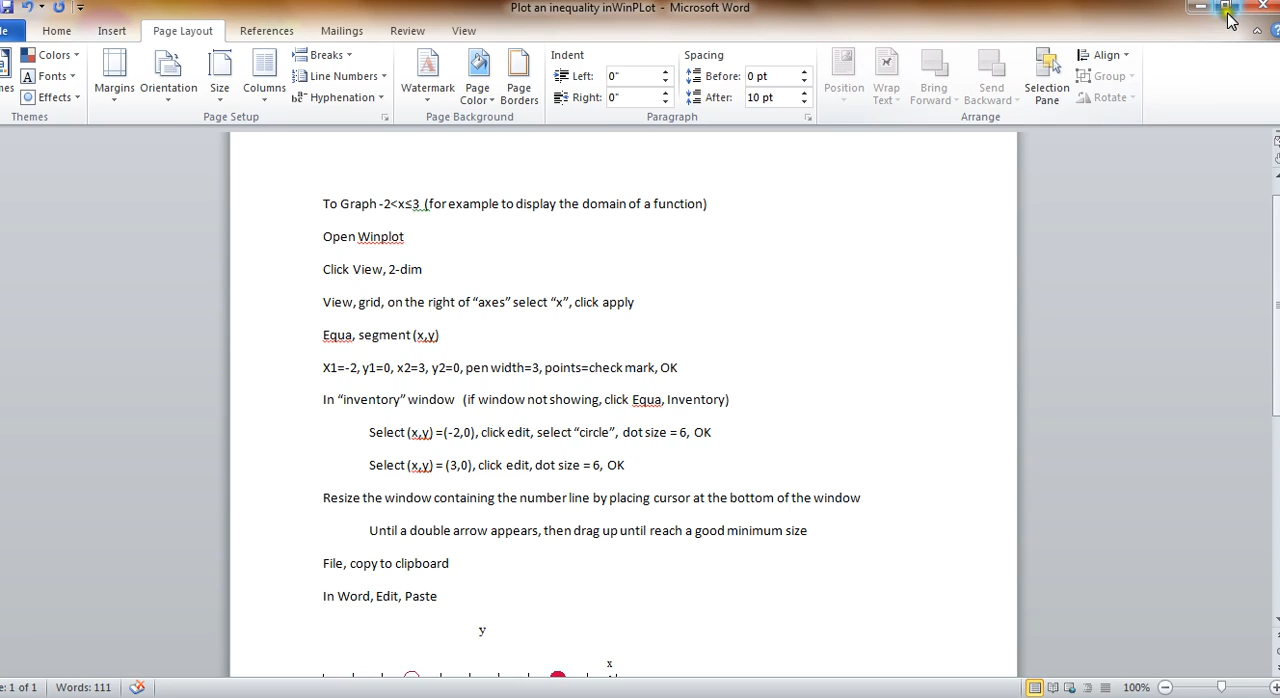 Plot an inequality inWinPLot - Microsoft Word
Home Insert Page Layout References Mailings Review View
Colors Fonts Effects
Themes
Margins Orientation Size Columns
Breaks
Line Numbers
Hyphenation
Page Setup
Watermark Page Color Page Borders
Page Background
Indent
Left: 0"
Right: 0"
Spacing
Before: 0 pt
After: 10 pt
Paragraph
Position Wrap Text Bring Forward Send Backward Selection Pane
Align
Group
Rotate
Arrange
To Graph -2<x≤3 (for example to display the domain of a function)
Open Winplot
Click View, 2-dim
View, grid, on the right of “axes” select “x”, click apply
Equa, segment (x,y)
X1=-2, y1=0, x2=3, y2=0, pen width=3, points=check mark, OK
In “inventory” window (if window not showing, click Equa, Inventory)
Select (x,y) =(-2,0), click edit, select “circle”, dot size = 6, OK
Select (x,y) = (3,0), click edit, dot size = 6, OK
Resize the window containing the number line by placing cursor at the bottom of the window
Until a double arrow appears, then drag up until reach a good minimum size
File, copy to clipboard
In Word, Edit, Paste
y
x
e: 1 of 1 Words: 111 100%